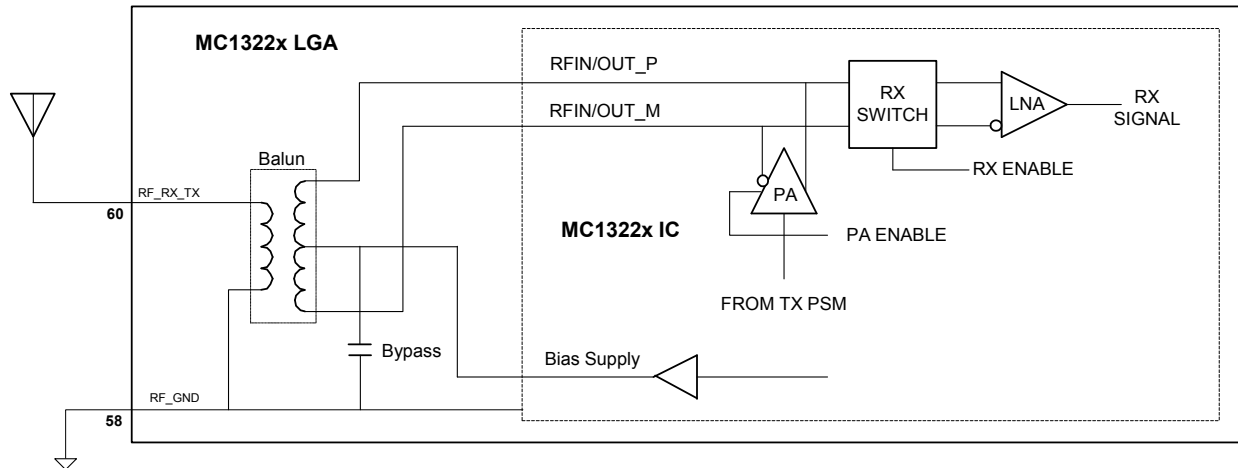 MC1322x LGA
RFIN/OUT_P
RFIN/OUT_M
RX
SWITCH
LNA
RX
SIGNAL
RX ENABLE
Balun
RF_RX_TX
60
PA
MC1322x IC
PA ENABLE
FROM TX PSM
Bypass
Bias Supply
RF_GND
58